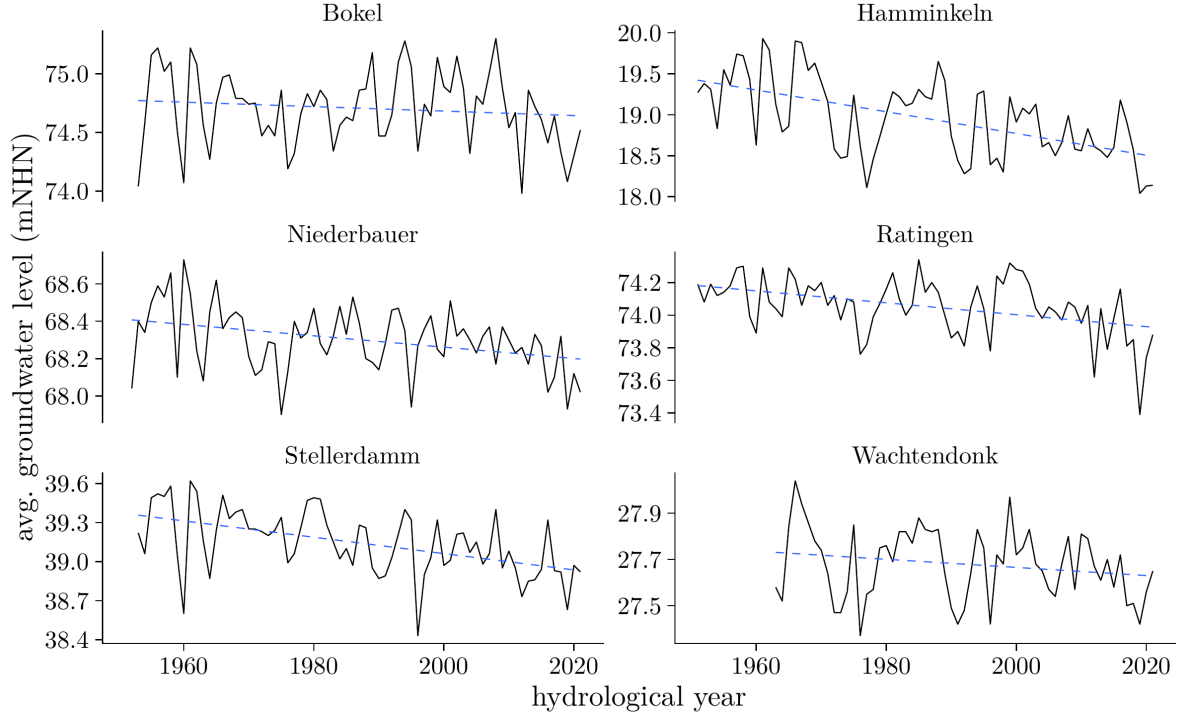 Bokel
Hamminkeln
75.0
74.5
74.0
20.0
19.5
19.0
18.5
18.0
Niederbauer
Ratingen
68.6
68.4
68.2
68.0
74.2
74.0
73.8
73.6
73.4
Stellerdamm
Wachtendonk
39.6
39.3
39.0
38.7
38.4
27.9
27.7
27.5
1960 1980 2000 2020
1960 1980 2000 2020
hydrological year
avg. groundwater level (mNHN)